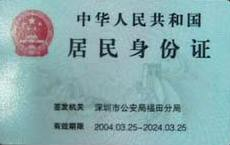 中华人民共和国
居民身份证
签发机关 深圳市公安局福田分局
有效期限 2004.03.25-2024.03.25